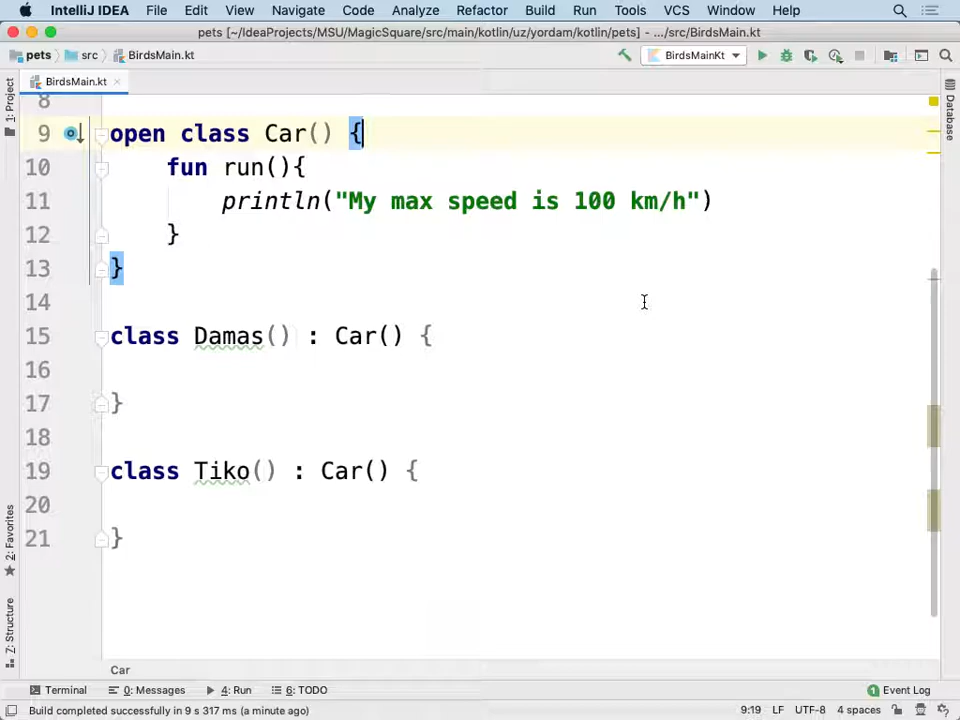 IntelliJ IDEA File Edit View Navigate Code Analyze Refactor Build Run Tools VCS Window Help
pets [~/IdeaProjects/MSU/MagicSquare/src/main/kotlin/uz/yordam/kotlin/pets] - .../src/BirdsMain.kt
pets src BirdsMain.kt BirdsMainKt
BirdsMain.kt
1: Project
Database
8
9 open class Car() {
10 fun run(){
11 println("My max speed is 100 km/h")
12 }
13 }
14
15 class Damas() : Car() {
16
17 }
18
19 class Tiko() : Car() {
20
21 }
2: Favorites
7: Structure
Car
Terminal 0: Messages 4: Run 6: TODO 1 Event Log
Build completed successfully in 9 s 317 ms (a minute ago) 9:19 LF UTF-8 4 spaces